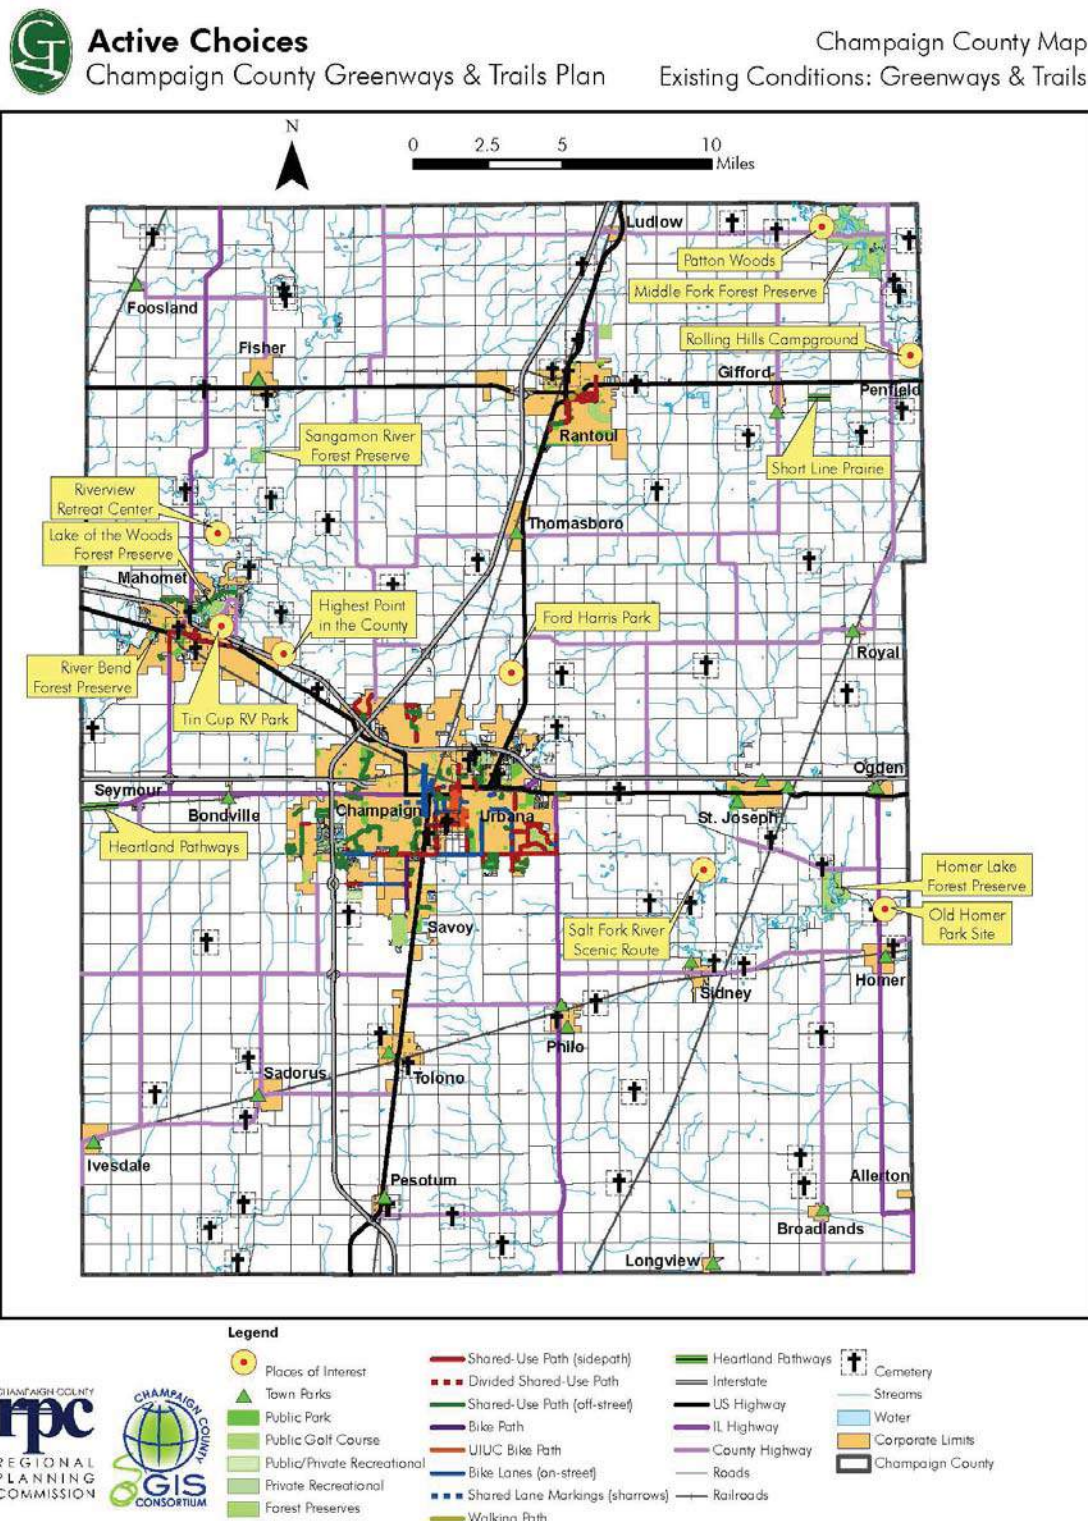 Active Choices
Champaign County Greenways & Trails Plan
Champaign County Map
Existing Conditions: Greenways & Trails
N
0 2.5 5 10
Miles
Ludlow
Patton Woods
Middle Fork Forest Preserve
Foosland
Rolling Hills Campground
Fisher
Gifford
Penfield
Rantoul
Sangamon River
Forest Preserve
Short Line Prairie
Riverview
Retreat Center
Thomasboro
Lake of the Woods
Forest Preserve
Mahomet
Highest Point
in the County
Ford Harris Park
Royal
River Bend
Forest Preserve
Tin Cup RV Park
Ogden
Seymour
Bondville
Champaign
Urbana
St. Joseph
Heartland Pathways
Homer Lake
Forest Preserve
Old Homer
Park Site
Salt Fork River
Scenic Route
Savoy
Homer
Sidney
Philo
Sadorus
Tolono
Ivesdale
Pesotum
Allerton
Broadlands
Longview
Legend
Places of Interest
Town Parks
Public Park
Public Golf Course
Public/Private Recreational
Private Recreational
Forest Preserves
Shared-Use Path (sidepath)
Divided Shared-Use Path
Shared-Use Path (off-street)
Bike Path
UIUC Bike Path
Bike Lanes (on-street)
Shared Lane Markings (sharrows)
Walking Path
Heartland Pathways
Interstate
US Highway
IL Highway
County Highway
Roads
Railroads
Cemetery
Streams
Water
Corporate Limits
Champaign County
CHAMPAIGN COUNTY
rpc
REGIONAL
PLANNING
COMMISSION
CHAMPAIGN COUNTY
GIS
CONSORTIUM